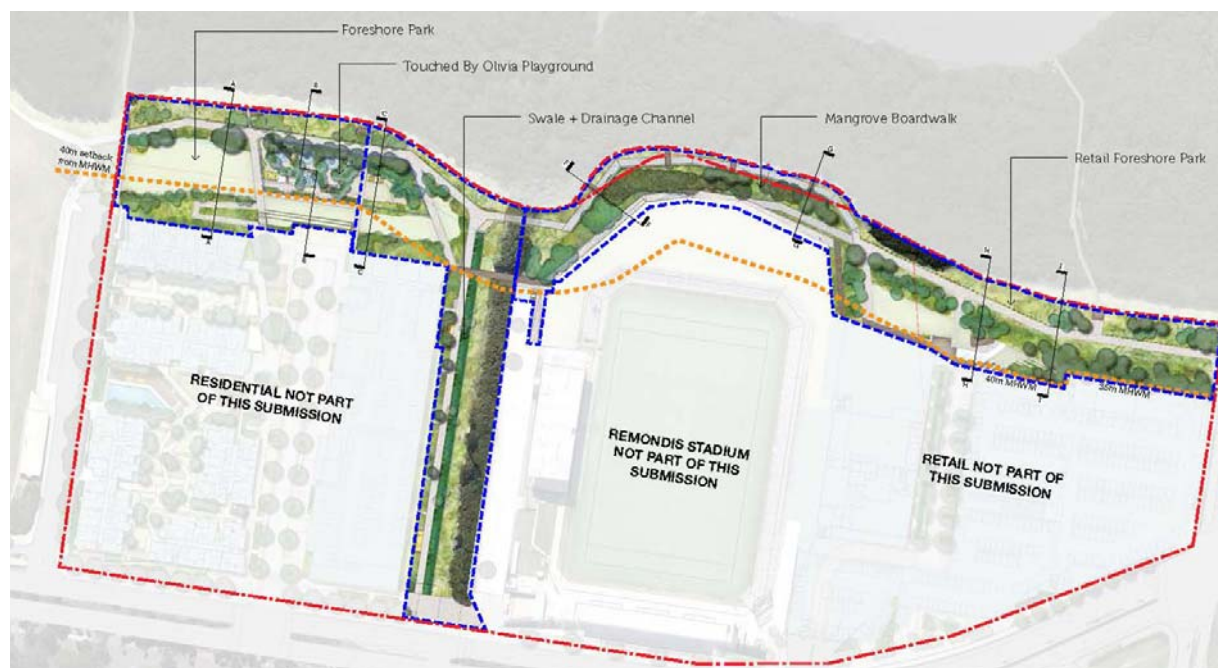 Foreshore Park
Touched By Olivia Playground
Swale + Drainage Channel
Mangrove Boardwalk
Retail Foreshore Park
40m setback
from MHWM
A
B
C
G
C
40m MHWM
36m MHWM
RESIDENTIAL NOT PART
OF THIS SUBMISSION
REMONDIS STADIUM
NOT PART OF THIS
SUBMISSION
RETAIL NOT PART OF
THIS SUBMISSION